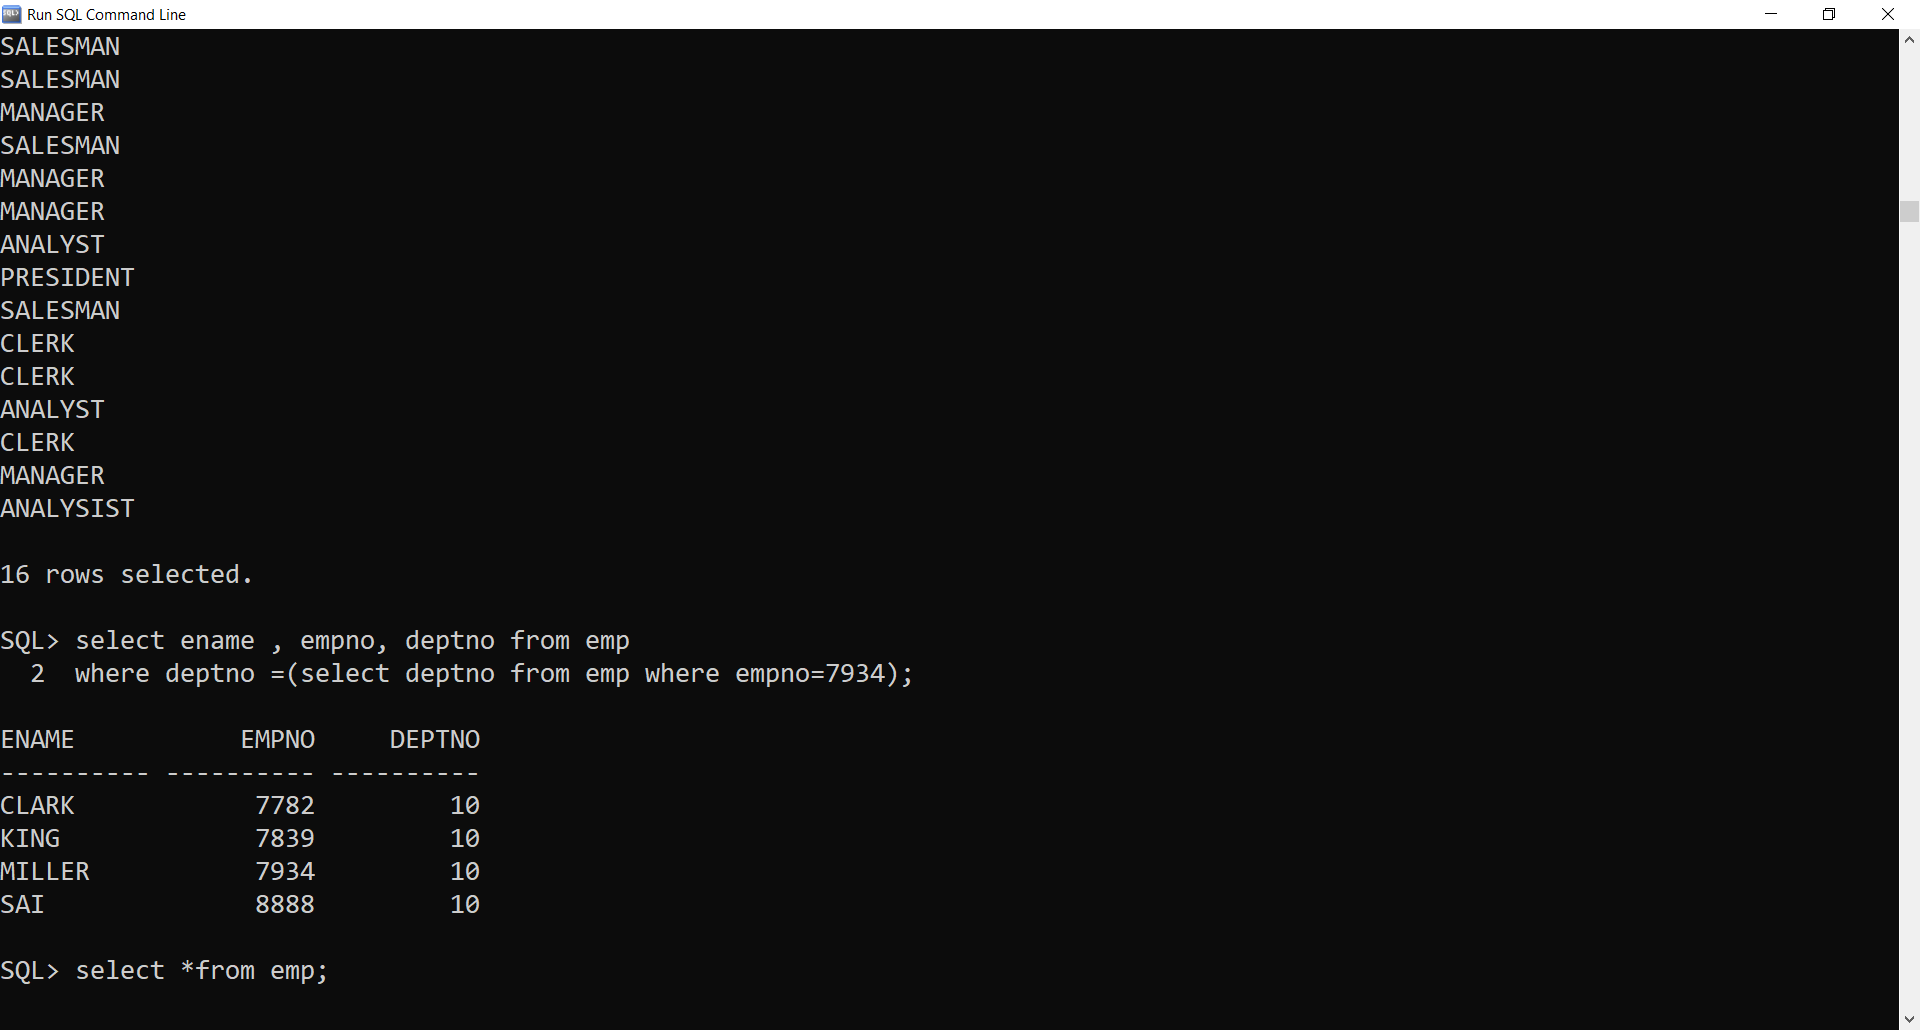 Run SQL Command Line
SALESMAN
SALESMAN
MANAGER
SALESMAN
MANAGER
MANAGER
ANALYST
PRESIDENT
SALESMAN
CLERK
CLERK
ANALYST
CLERK
MANAGER
ANALYSIST
16 rows selected.
SQL> select ename , empno, deptno from emp
  2  where deptno =(select deptno from emp where empno=7934);
ENAME           EMPNO     DEPTNO
---------- ---------- ----------
CLARK            7782         10
KING             7839         10
MILLER           7934         10
SAI              8888         10
SQL> select *from emp;